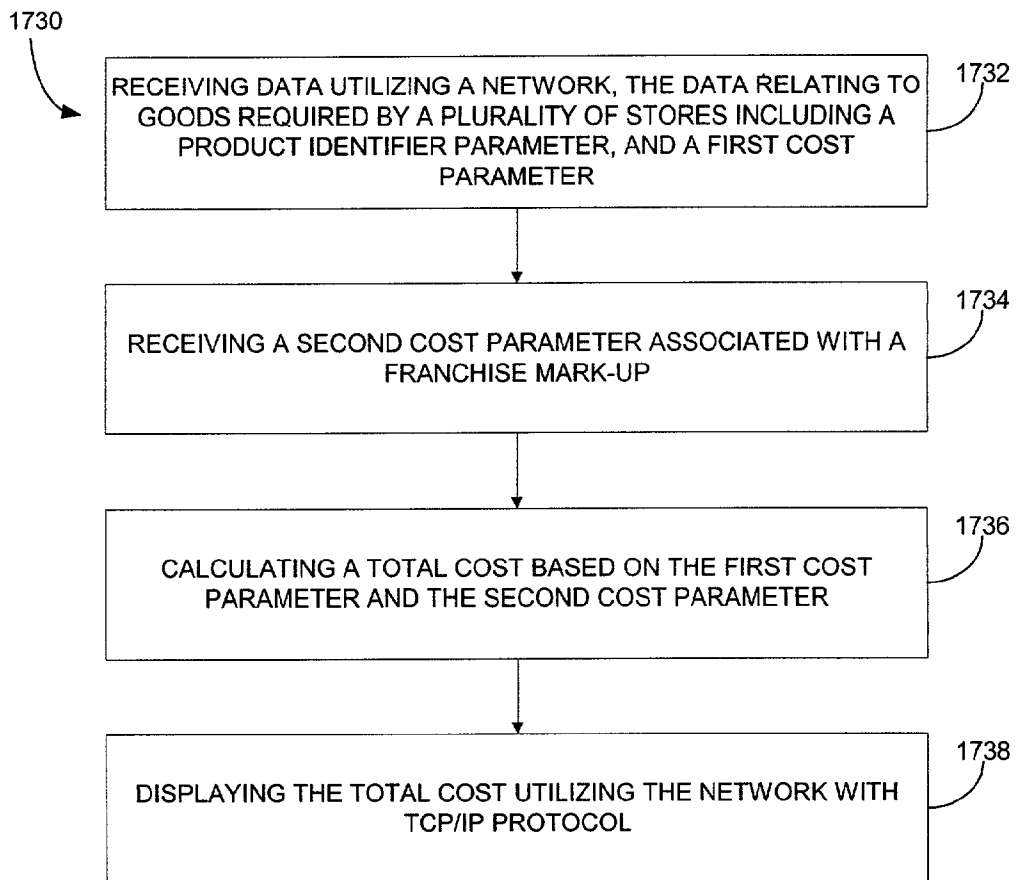 1730
1732
RECEIVING DATA UTILIZING A NETWORK, THE DATA RELATING TO
GOODS REQUIRED BY A PLURALITY OF STORES INCLUDING A
PRODUCT IDENTIFIER PARAMETER, AND A FIRST COST
PARAMETER
1734
RECEIVING A SECOND COST PARAMETER ASSOCIATED WITH A
FRANCHISE MARK-UP
1736
CALCULATING A TOTAL COST BASED ON THE FIRST COST
PARAMETER AND THE SECOND COST PARAMETER
1738
DISPLAYING THE TOTAL COST UTILIZING THE NETWORK WITH
TCP/IP PROTOCOL